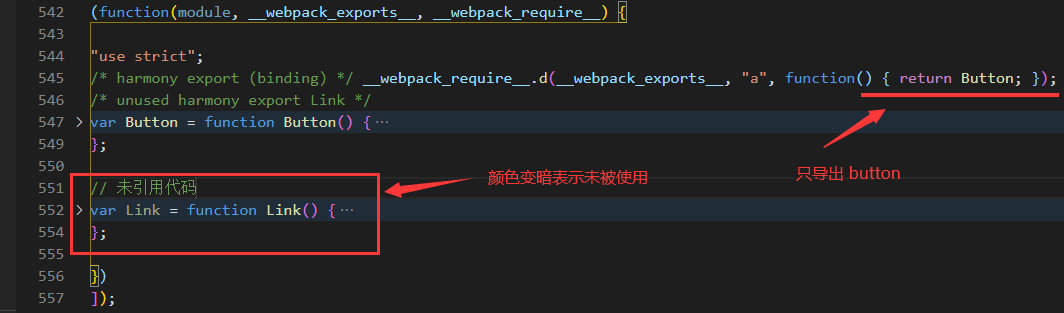 542 (function(module, __webpack_exports__, __webpack_require__) {
543
544 "use strict";
545 /* harmony export (binding) */ __webpack_require__.d(__webpack_exports__, "a", function() { return Button; });
546 /* unused harmony export Link */
547 var Button = function Button() {…
549 };
550
551 // 未引用代码
552 var Link = function Link() {…
554 };
555
556 })
557 ]);
颜色变暗表示未被使用
只导出 button